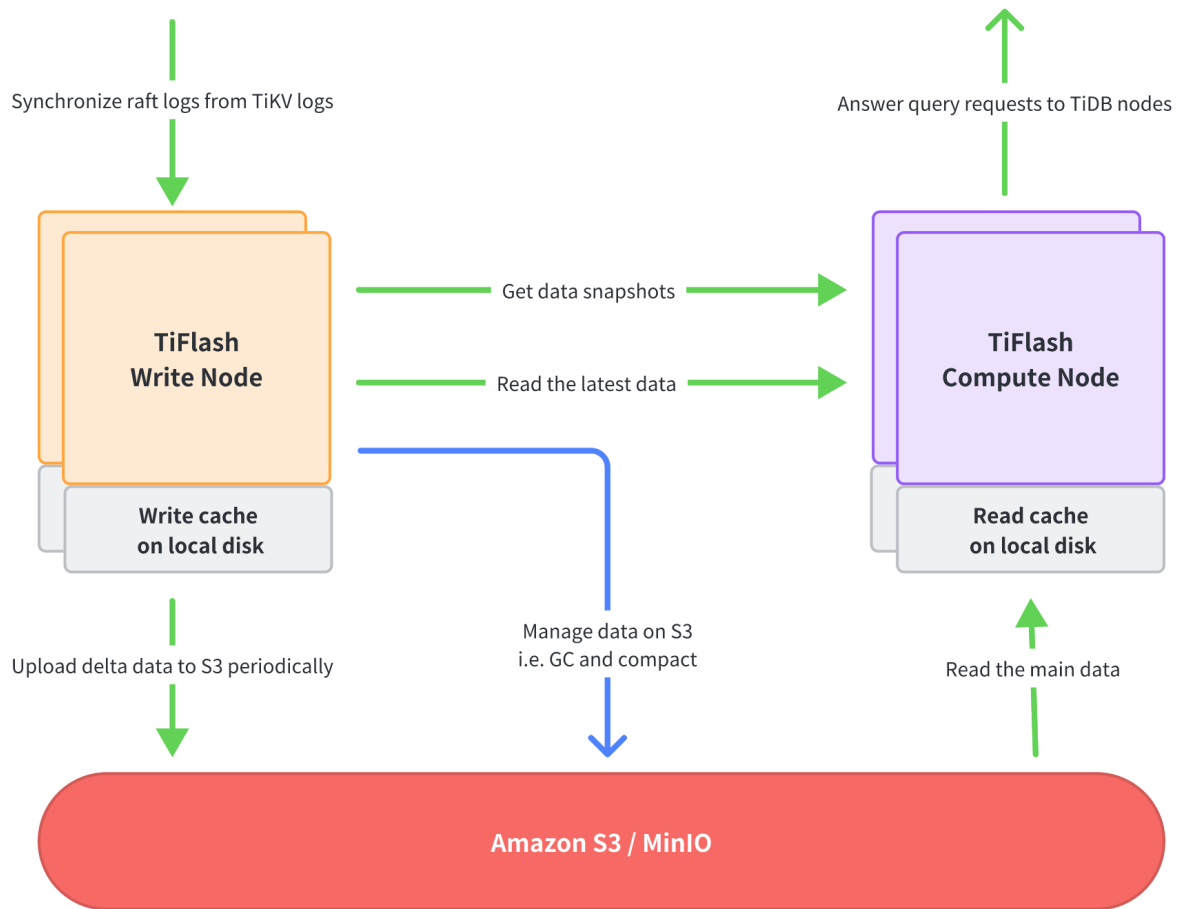 Synchronize raft logs from TiKV logs
Answer query requests to TiDB nodes
Get data snapshots
TiFlash
Write Node
TiFlash
Compute Node
Read the latest data
Write cache
on local disk
Read cache
on local disk
Manage data on S3
i.e. GC and compact
Upload delta data to S3 periodically
Read the main data
Amazon S3 / MinIO